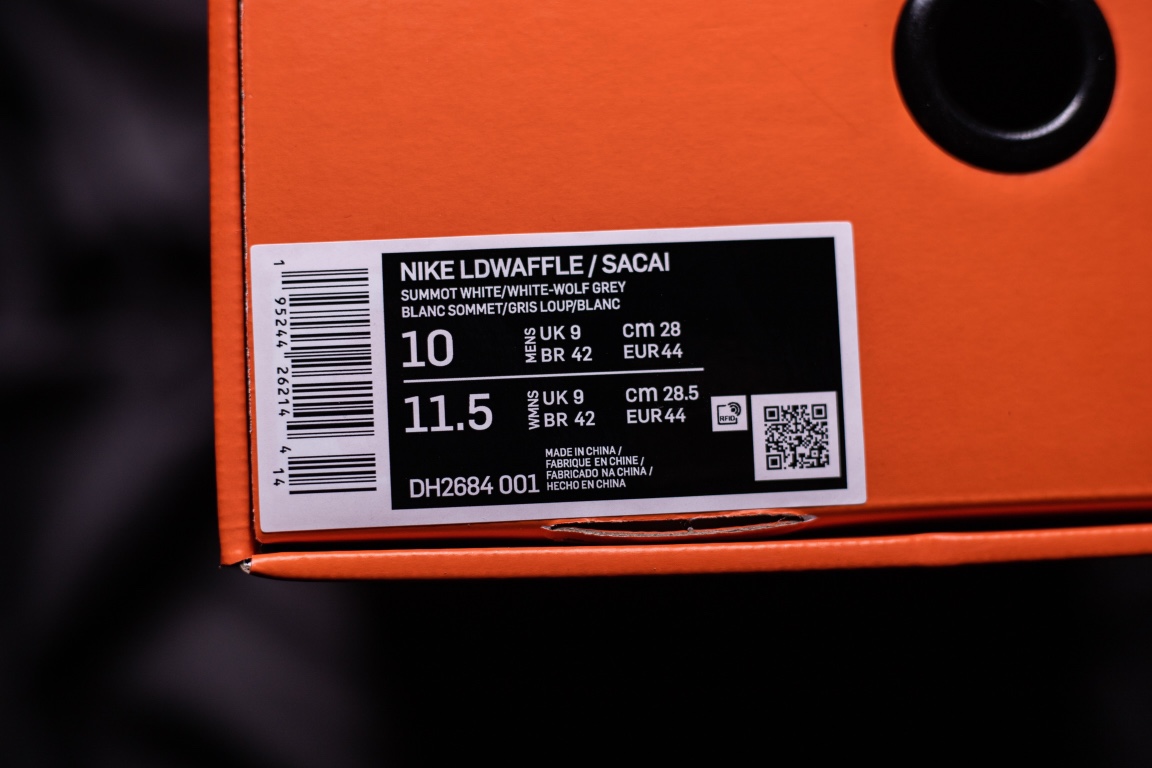 NIKE LDWAFFLE / SACAI
SUMMOT WHITE/WHITE-WOLF GREY
BLANC SOMMET/GRIS LOUP/BLANC
10 MENS UK 9 cm 28
BR 42 EUR 44
11.5 WMNS UK 9 cm 28.5
BR 42 EUR 44
RFID
MADE IN CHINA /
FABRIQUE EN CHINE /
FABRICADO NA CHINA /
HECHO EN CHINA
DH2684 001
1 95244 26214 4 14